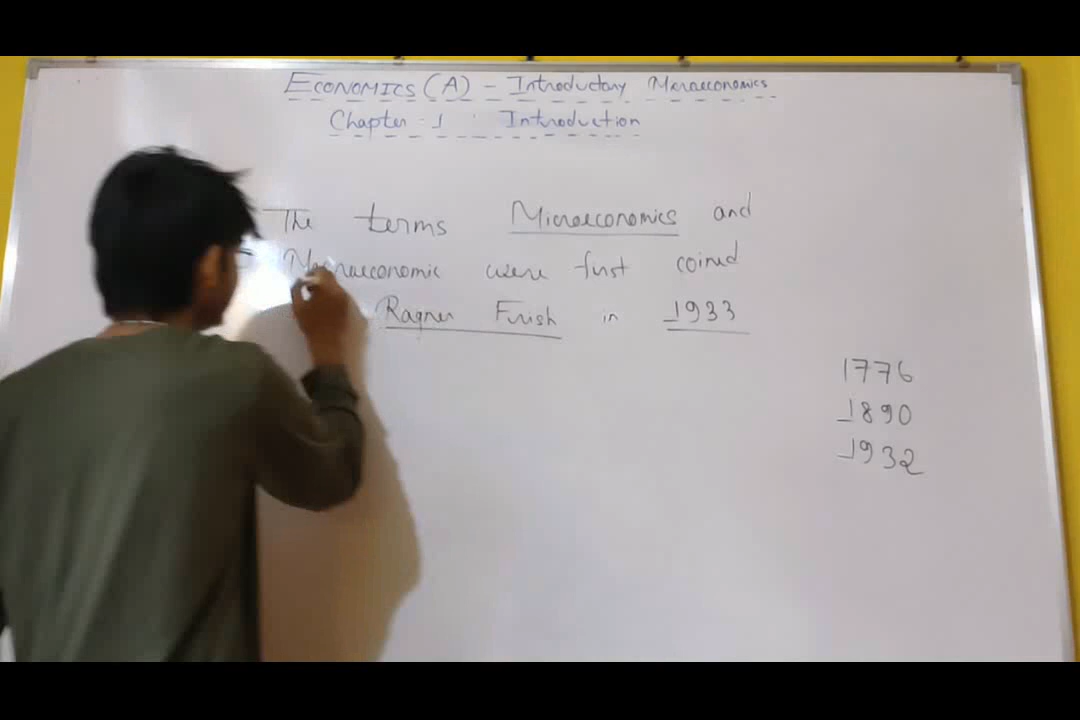 ECONOMICS (A) - Introductory Microeconomics
Chapter - 1 : Introduction
The terms Microeconomics and
Macroeconomic were first coined
Ragner Frish in 1933
1776
1890
1932